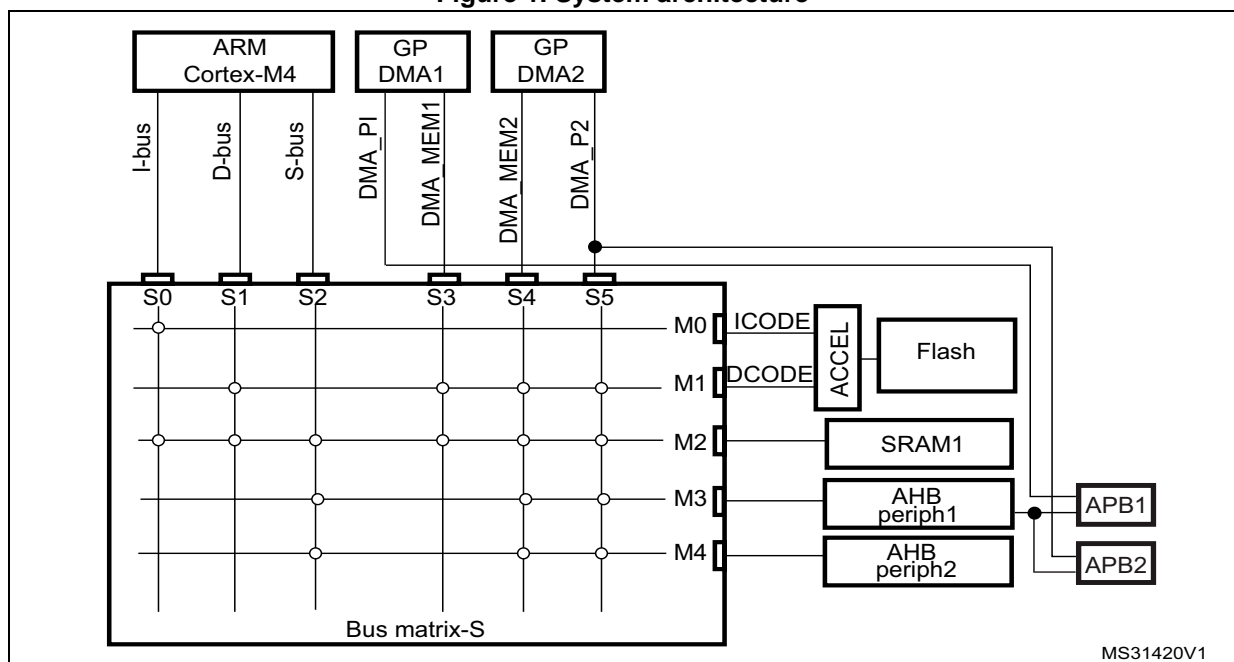 Figure 1. System architecture
ARM
Cortex-M4
GP
DMA1
GP
DMA2
I-bus
D-bus
S-bus
DMA_PI
DMA_MEM1
DMA_MEM2
DMA_P2
S0 S1 S2 S3 S4 S5
M0
ICODE
M1
DCODE
ACCEL
Flash
M2
SRAM1
M3
AHB
periph1
APB1
M4
AHB
periph2
APB2
Bus matrix-S
MS31420V1